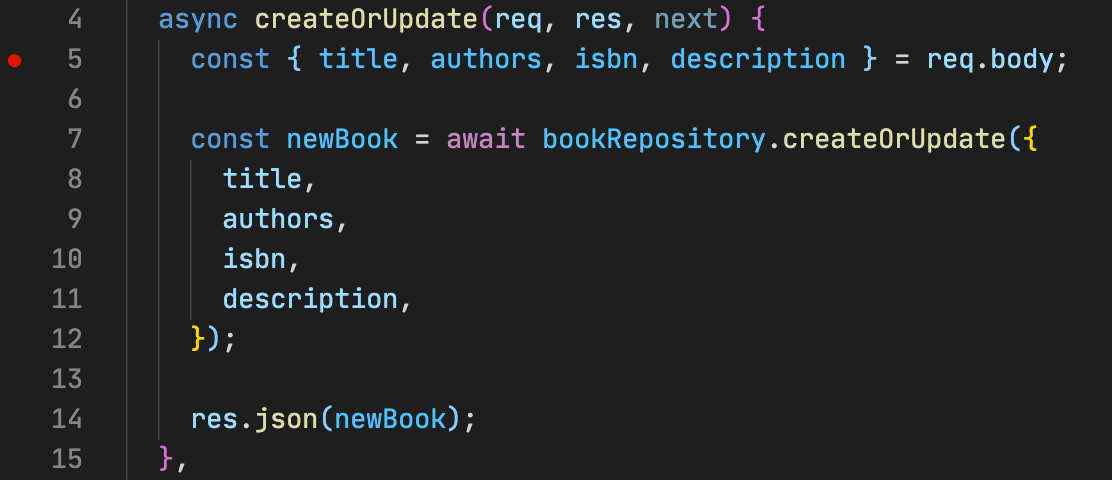 4 async createOrUpdate(req, res, next) {
5 const { title, authors, isbn, description } = req.body;
6
7 const newBook = await bookRepository.createOrUpdate({
8 title,
9 authors,
10 isbn,
11 description,
12 });
13
14 res.json(newBook);
15 },